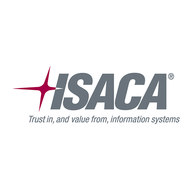 ISACA®
Trust in, and value from, information systems